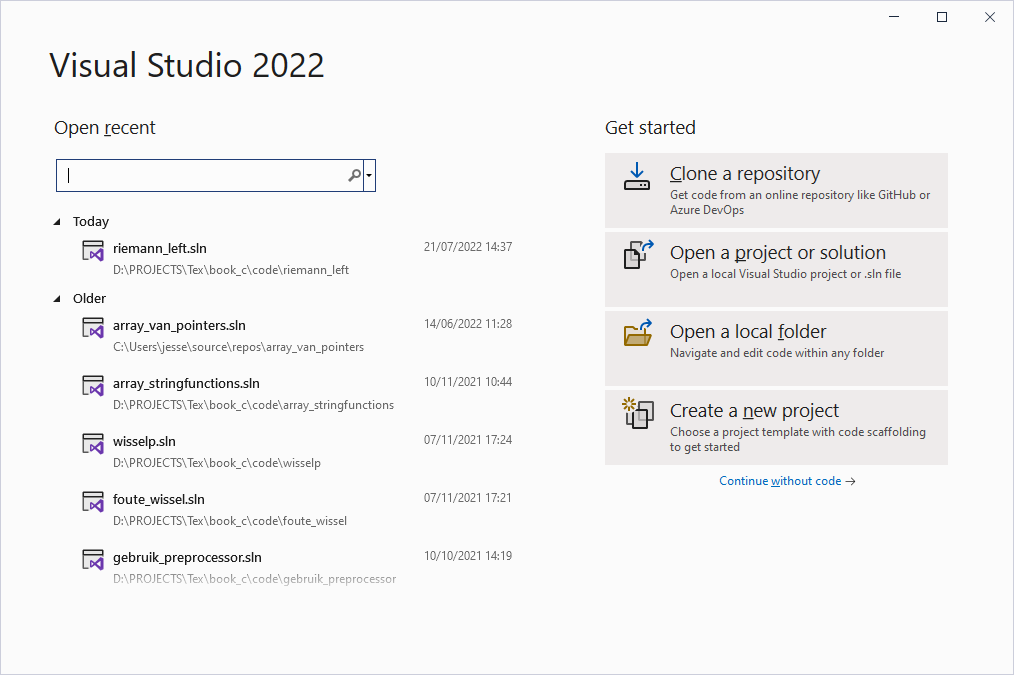 Visual Studio 2022
Open recent
Today
riemann_left.sln 21/07/2022 14:37
D:\PROJECTS\Tex\book_c\code\riemann_left
Older
array_van_pointers.sln 14/06/2022 11:28
C:\Users\jesse\source\repos\array_van_pointers
array_stringfunctions.sln 10/11/2021 10:44
D:\PROJECTS\Tex\book_c\code\array_stringfunctions
wisselp.sln 07/11/2021 17:24
D:\PROJECTS\Tex\book_c\code\wisselp
foute_wissel.sln 07/11/2021 17:21
D:\PROJECTS\Tex\book_c\code\foute_wissel
gebruik_preprocessor.sln 10/10/2021 14:19
D:\PROJECTS\Tex\book_c\code\gebruik_preprocessor
Get started
Clone a repository
Get code from an online repository like GitHub or
Azure DevOps
Open a project or solution
Open a local Visual Studio project or .sln file
Open a local folder
Navigate and edit code within any folder
Create a new project
Choose a project template with code scaffolding
to get started
Continue without code →